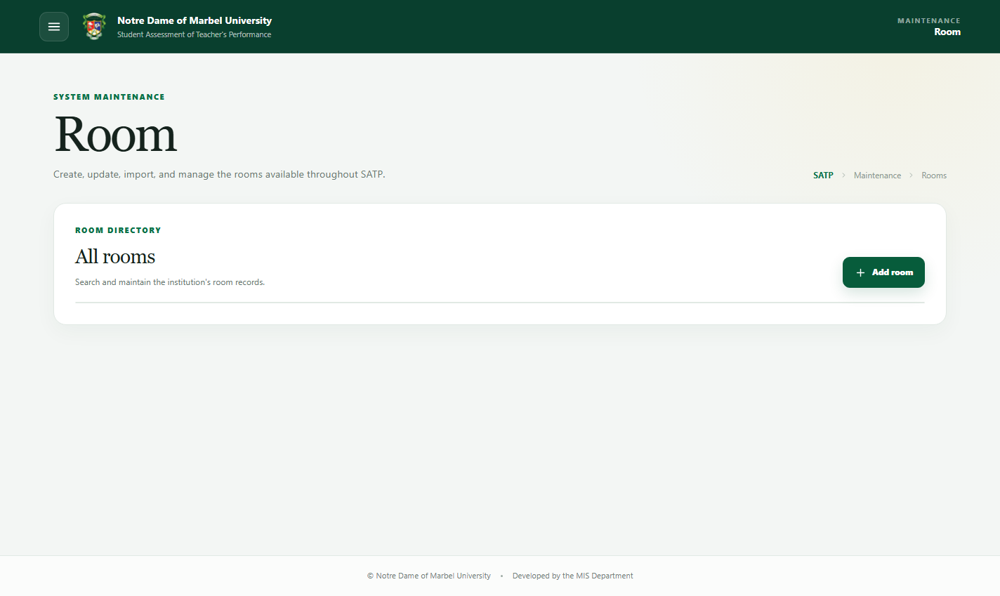 Notre Dame of Marbel University
Student Assessment of Teacher's Performance
MAINTENANCE
Room
SYSTEM MAINTENANCE
Room
Create, update, import, and manage the rooms available throughout SATP.
SATP > Maintenance > Rooms
ROOM DIRECTORY
All rooms
Search and maintain the institution's room records.
+ Add room
© Notre Dame of Marbel University • Developed by the MIS Department